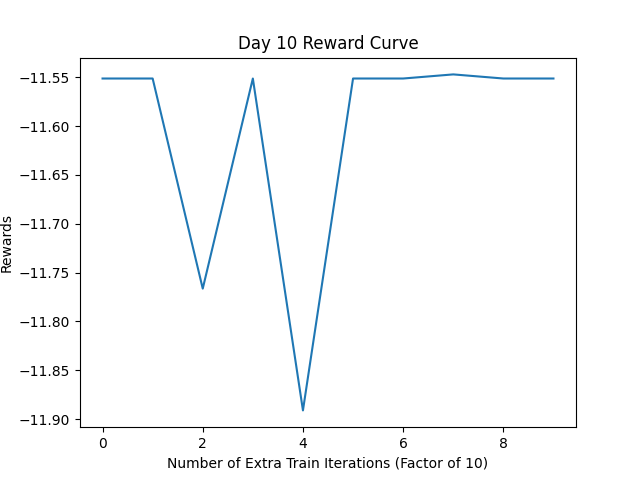 Day 10 Reward Curve
Rewards
−11.55
−11.60
−11.65
−11.70
−11.75
−11.80
−11.85
−11.90
0 2 4 6 8
Number of Extra Train Iterations (Factor of 10)